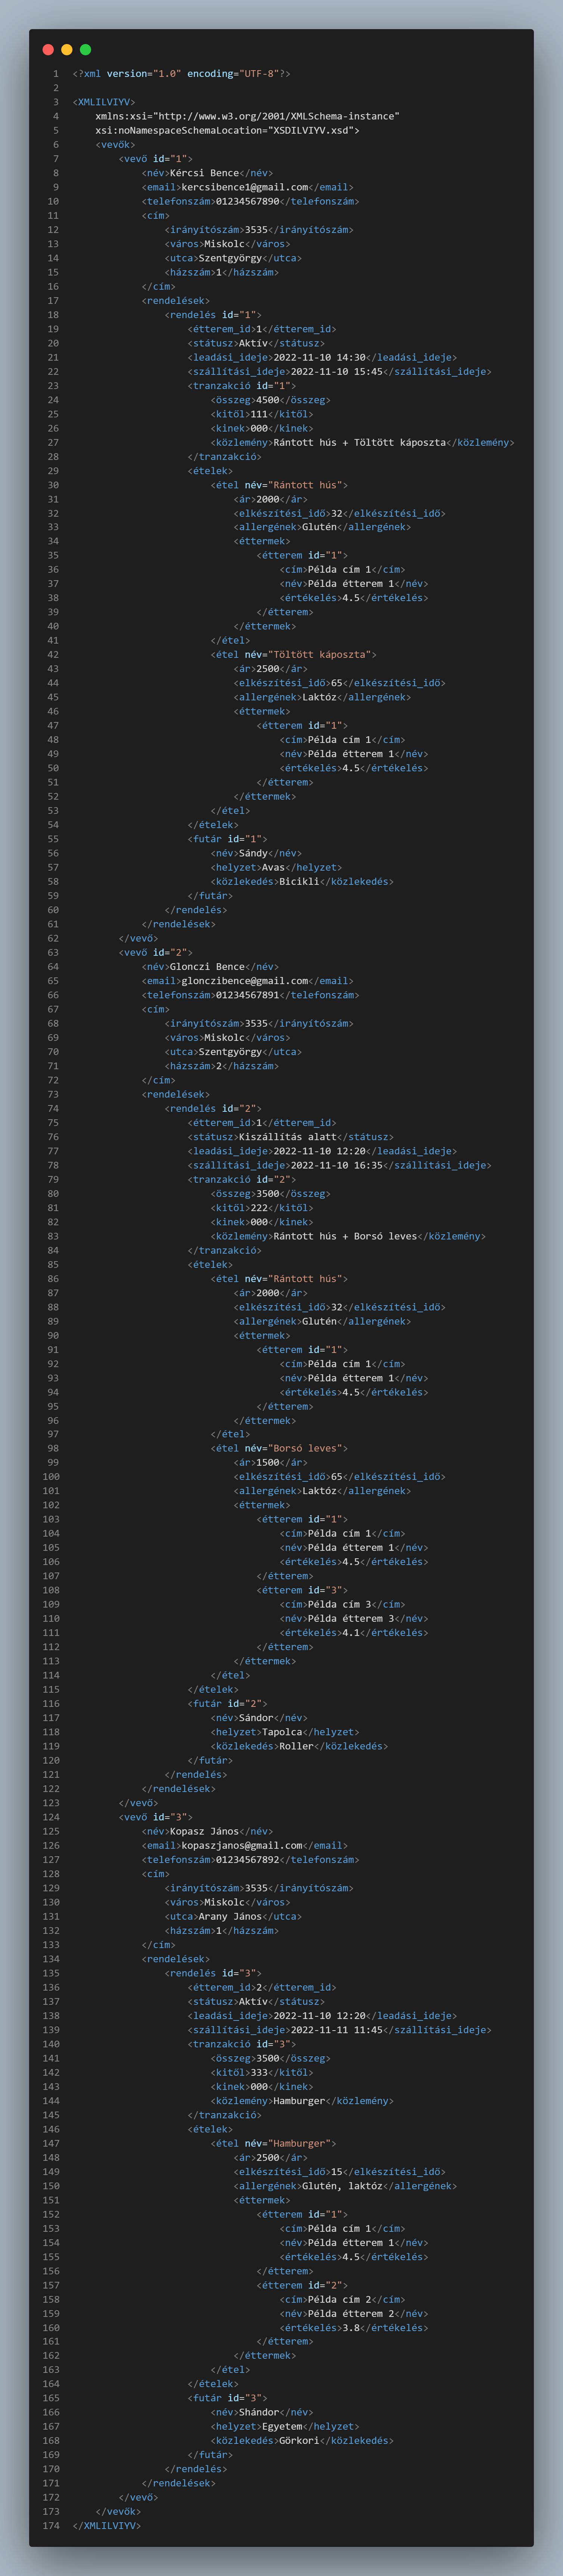 1 <?xml version="1.0" encoding="UTF-8"?>
2
3 <XMLILVIYV>
4 xmlns:xsi="http://www.w3.org/2001/XMLSchema-instance"
5 xsi:noNamespaceSchemaLocation="XSDILVIYV.xsd">
6 <vevők>
7 <vevő id="1">
8 <név>Kércsi Bence</név>
9 <email>kercsibence1@gmail.com</email>
10 <telefonszám>01234567890</telefonszám>
11 <cím>
12 <irányítószám>3535</irányítószám>
13 <város>Miskolc</város>
14 <utca>Szentgyörgy</utca>
15 <házszám>1</házszám>
16 </cím>
17 <rendelések>
18 <rendelés id="1">
19 <étterem_id>1</étterem_id>
20 <státusz>Aktív</státusz>
21 <leadási_ideje>2022-11-10 14:30</leadási_ideje>
22 <szállítási_ideje>2022-11-10 15:45</szállítási_ideje>
23 <tranzakció id="1">
24 <összeg>4500</összeg>
25 <kitől>111</kitől>
26 <kinek>000</kinek>
27 <közlemény>Rántott hús + Töltött káposzta</közlemény>
28 </tranzakció>
29 <ételek>
30 <étel név="Rántott hús">
31 <ár>2000</ár>
32 <elkészítési_idő>32</elkészítési_idő>
33 <allergének>Glutén</allergének>
34 <éttermek>
35 <étterem id="1">
36 <cím>Példa cím 1</cím>
37 <név>Példa étterem 1</név>
38 <értékelés>4.5</értékelés>
39 </étterem>
40 </éttermek>
41 </étel>
42 <étel név="Töltött káposzta">
43 <ár>2500</ár>
44 <elkészítési_idő>65</elkészítési_idő>
45 <allergének>Laktóz</allergének>
46 <éttermek>
47 <étterem id="1">
48 <cím>Példa cím 1</cím>
49 <név>Példa étterem 1</név>
50 <értékelés>4.5</értékelés>
51 </étterem>
52 </éttermek>
53 </étel>
54 </ételek>
55 <futár id="1">
56 <név>Sándy</név>
57 <helyzet>Avas</helyzet>
58 <közlekedés>Bicikli</közlekedés>
59 </futár>
60 </rendelés>
61 </rendelések>
62 </vevő>
63 <vevő id="2">
64 <név>Glonczi Bence</név>
65 <email>glonczibence@gmail.com</email>
66 <telefonszám>01234567891</telefonszám>
67 <cím>
68 <irányítószám>3535</irányítószám>
69 <város>Miskolc</város>
70 <utca>Szentgyörgy</utca>
71 <házszám>2</házszám>
72 </cím>
73 <rendelések>
74 <rendelés id="2">
75 <étterem_id>1</étterem_id>
76 <státusz>Kiszállítás alatt</státusz>
77 <leadási_ideje>2022-11-10 12:20</leadási_ideje>
78 <szállítási_ideje>2022-11-10 16:35</szállítási_ideje>
79 <tranzakció id="2">
80 <összeg>3500</összeg>
81 <kitől>222</kitől>
82 <kinek>000</kinek>
83 <közlemény>Rántott hús + Borsó leves</közlemény>
84 </tranzakció>
85 <ételek>
86 <étel név="Rántott hús">
87 <ár>2000</ár>
88 <elkészítési_idő>32</elkészítési_idő>
89 <allergének>Glutén</allergének>
90 <éttermek>
91 <étterem id="1">
92 <cím>Példa cím 1</cím>
93 <név>Példa étterem 1</név>
94 <értékelés>4.5</értékelés>
95 </étterem>
96 </éttermek>
97 </étel>
98 <étel név="Borsó leves">
99 <ár>1500</ár>
100 <elkészítési_idő>65</elkészítési_idő>
101 <allergének>Laktóz</allergének>
102 <éttermek>
103 <étterem id="1">
104 <cím>Példa cím 1</cím>
105 <név>Példa étterem 1</név>
106 <értékelés>4.5</értékelés>
107 </étterem>
108 <étterem id="3">
109 <cím>Példa cím 3</cím>
110 <név>Példa étterem 3</név>
111 <értékelés>4.1</értékelés>
112 </étterem>
113 </éttermek>
114 </étel>
115 </ételek>
116 <futár id="2">
117 <név>Sándor</név>
118 <helyzet>Tapolca</helyzet>
119 <közlekedés>Roller</közlekedés>
120 </futár>
121 </rendelés>
122 </rendelések>
123 </vevő>
124 <vevő id="3">
125 <név>Kopasz János</név>
126 <email>kopaszjanos@gmail.com</email>
127 <telefonszám>01234567892</telefonszám>
128 <cím>
129 <irányítószám>3535</irányítószám>
130 <város>Miskolc</város>
131 <utca>Arany János</utca>
132 <házszám>1</házszám>
133 </cím>
134 <rendelések>
135 <rendelés id="3">
136 <étterem_id>2</étterem_id>
137 <státusz>Aktív</státusz>
138 <leadási_ideje>2022-11-10 12:20</leadási_ideje>
139 <szállítási_ideje>2022-11-11 11:45</szállítási_ideje>
140 <tranzakció id="3">
141 <összeg>3500</összeg>
142 <kitől>333</kitől>
143 <kinek>000</kinek>
144 <közlemény>Hamburger</közlemény>
145 </tranzakció>
146 <ételek>
147 <étel név="Hamburger">
148 <ár>2500</ár>
149 <elkészítési_idő>15</elkészítési_idő>
150 <allergének>Glutén, laktóz</allergének>
151 <éttermek>
152 <étterem id="1">
153 <cím>Példa cím 1</cím>
154 <név>Példa étterem 1</név>
155 <értékelés>4.5</értékelés>
156 </étterem>
157 <étterem id="2">
158 <cím>Példa cím 2</cím>
159 <név>Példa étterem 2</név>
160 <értékelés>3.8</értékelés>
161 </étterem>
162 </éttermek>
163 </étel>
164 </ételek>
165 <futár id="3">
166 <név>Shándor</név>
167 <helyzet>Egyetem</helyzet>
168 <közlekedés>Görkori</közlekedés>
169 </futár>
170 </rendelés>
171 </rendelések>
172 </vevő>
173 </vevők>
174 </XMLILVIYV>